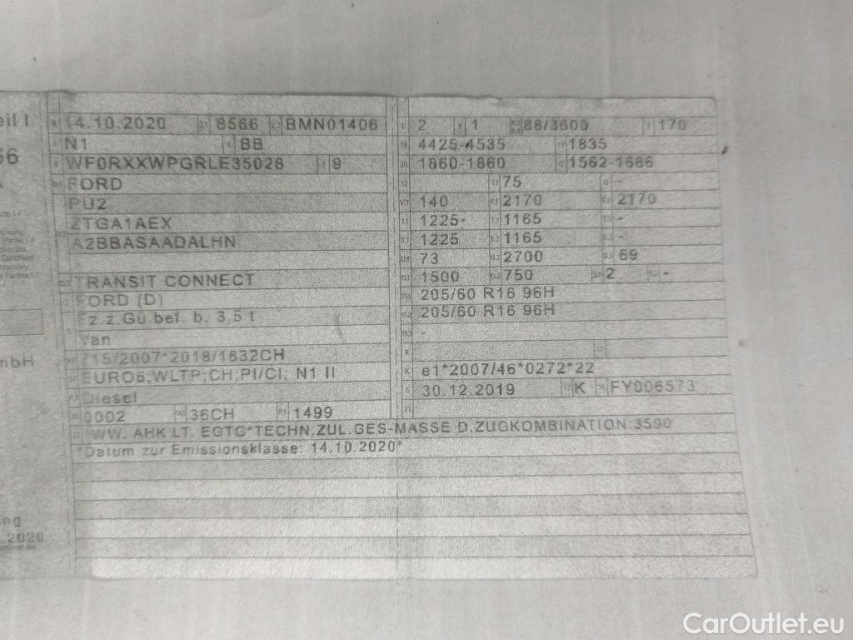 eil I
14.10.2020 8566 BMN01406 2 1 88/3600 170
N1 BB 4425-4535 1835
WF0RXXWPGRLE35028 9 1860-1860 1562-1686
FORD 75 -
PU2 140 2170 2170
ZTGA1AEX 1225- 1165 -
A2BBASAADALHN 1225 1165 -
73 2700 69
TRANSIT CONNECT 1500 750 2 -
FORD (D) 205/60 R16 96H
Fz.z.Gü.bef. b. 3,5 t 205/60 R16 96H
Van -
715/2007*2018/1832CH
EURO6;WLTP;CH,PI/CI; N1 II e1*2007/46*0272*22
Diesel 30.12.2019 K FY006573
0002 36CH 1499
*WW. AHK LT. EGTG*TECHN.ZUL.GES-MASSE D.ZUGKOMBINATION:3590
*Datum zur Emissionsklasse: 14.10.2020*
mbH
ng
.2020
CarOutlet.eu